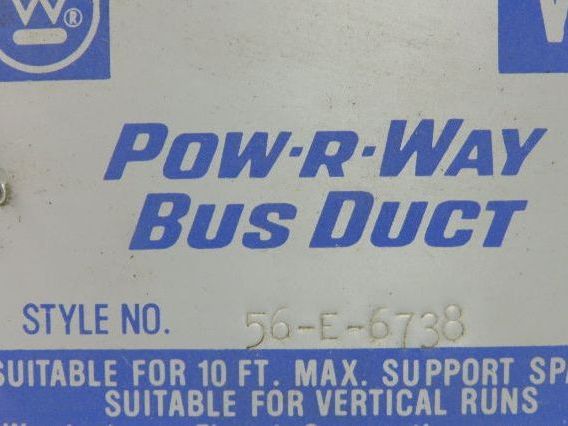 W®
POW·R·WAY
BUS DUCT
STYLE NO. 56-E-6738
SUITABLE FOR 10 FT. MAX. SUPPORT
SUITABLE FOR VERTICAL RUNS